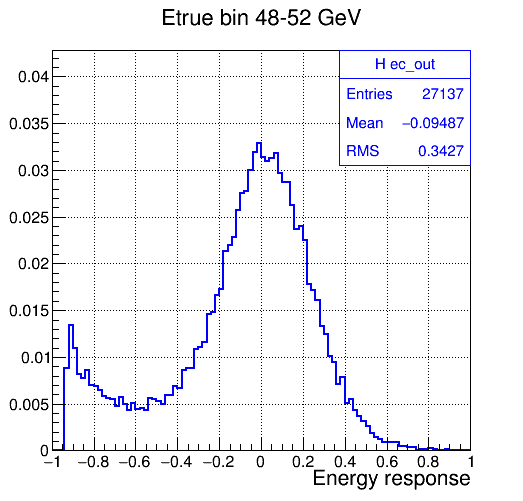 Etrue bin 48-52 GeV
H ec_out
Entries 27137
Mean −0.09487
RMS 0.3427
0.04
0.035
0.03
0.025
0.02
0.015
0.01
0.005
0
−1 −0.8 −0.6 −0.4 −0.2 0 0.2 0.4 0.6 0.8 1
Energy response